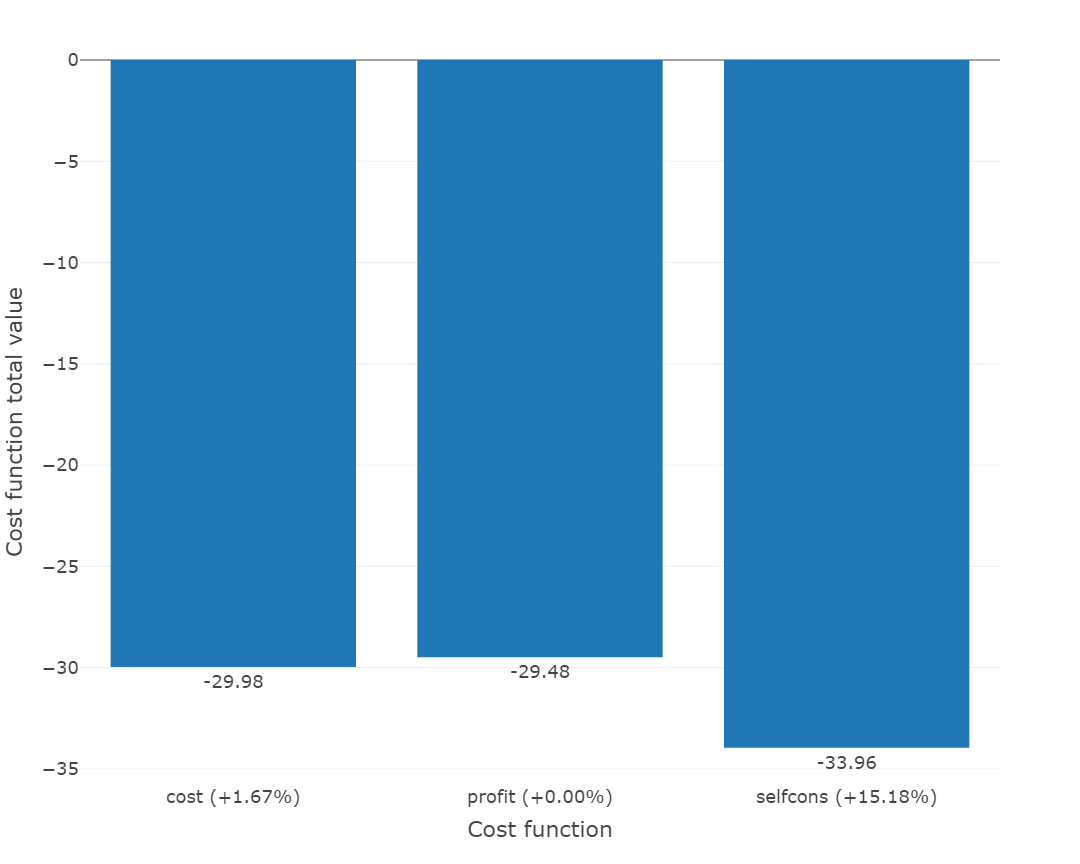 0
−5
−10
−15
−20
−25
−30
−35
Cost function total value
-29.98
-29.48
-33.96
cost (+1.67%)
profit (+0.00%)
selfcons (+15.18%)
Cost function